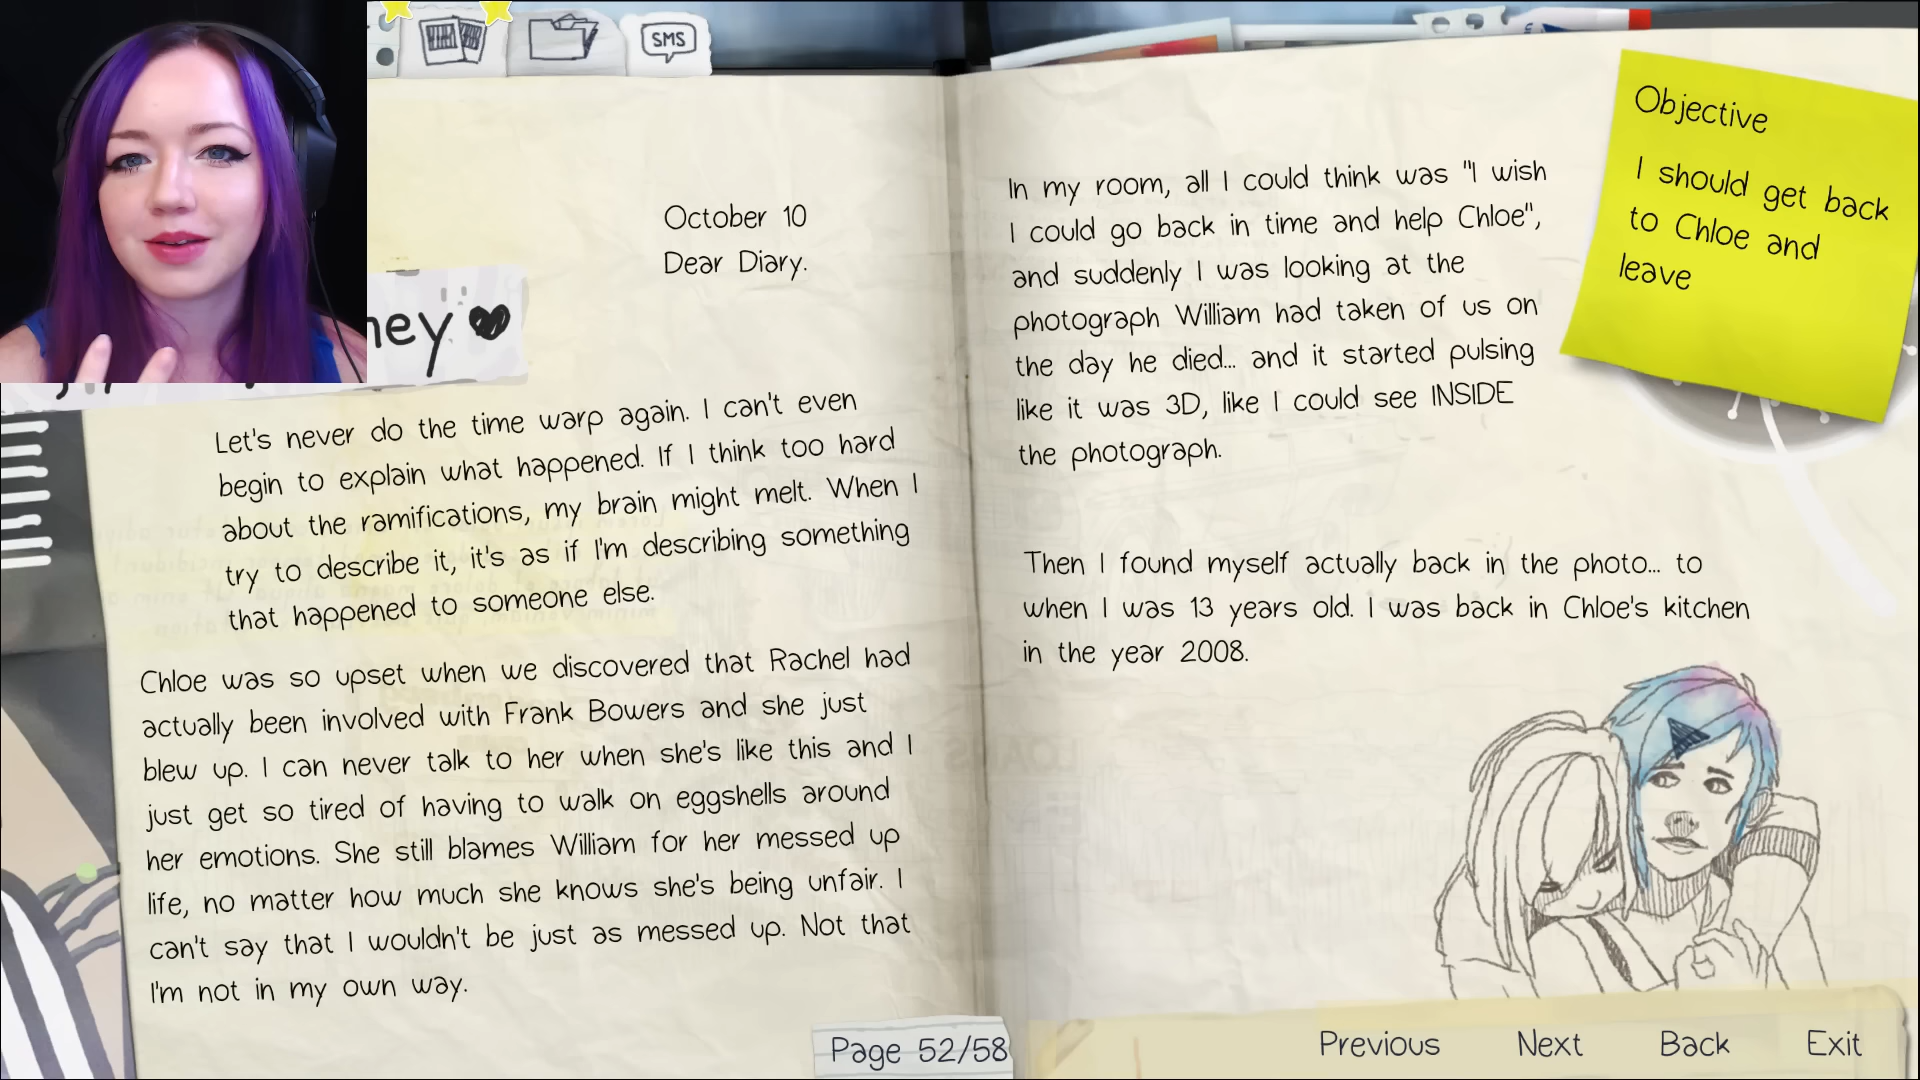 SMS
October 10
Dear Diary.
ney
Let's never do the time warp again. I can't even
begin to explain what happened. If I think too hard
about the ramifications, my brain might melt. When I
try to describe it, it's as if I'm describing something
that happened to someone else.
Chloe was so upset when we discovered that Rachel had
actually been involved with Frank Bowers and she just
blew up. I can never talk to her when she's like this and I
just get so tired of having to walk on eggshells around
her emotions. She still blames William for her messed up
life, no matter how much she knows she's being unfair. I
can't say that I wouldn't be just as messed up. Not that
I'm not in my own way.
Page 52/58
In my room, all I could think was "I wish
I could go back in time and help Chloe",
and suddenly I was looking at the
photograph William had taken of us on
the day he died... and it started pulsing
like it was 3D, like I could see INSIDE
the photograph.
Then I found myself actually back in the photo... to
when I was 13 years old. I was back in Chloe's kitchen
in the year 2008.
Objective
I should get back
to Chloe and
leave
Previous Next Back Exit